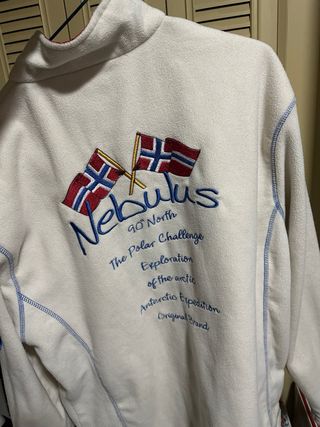 Nebulus
90° North
The Polar Challenge
Exploration
of the arctic
Antarctic Expedition
Original Brand